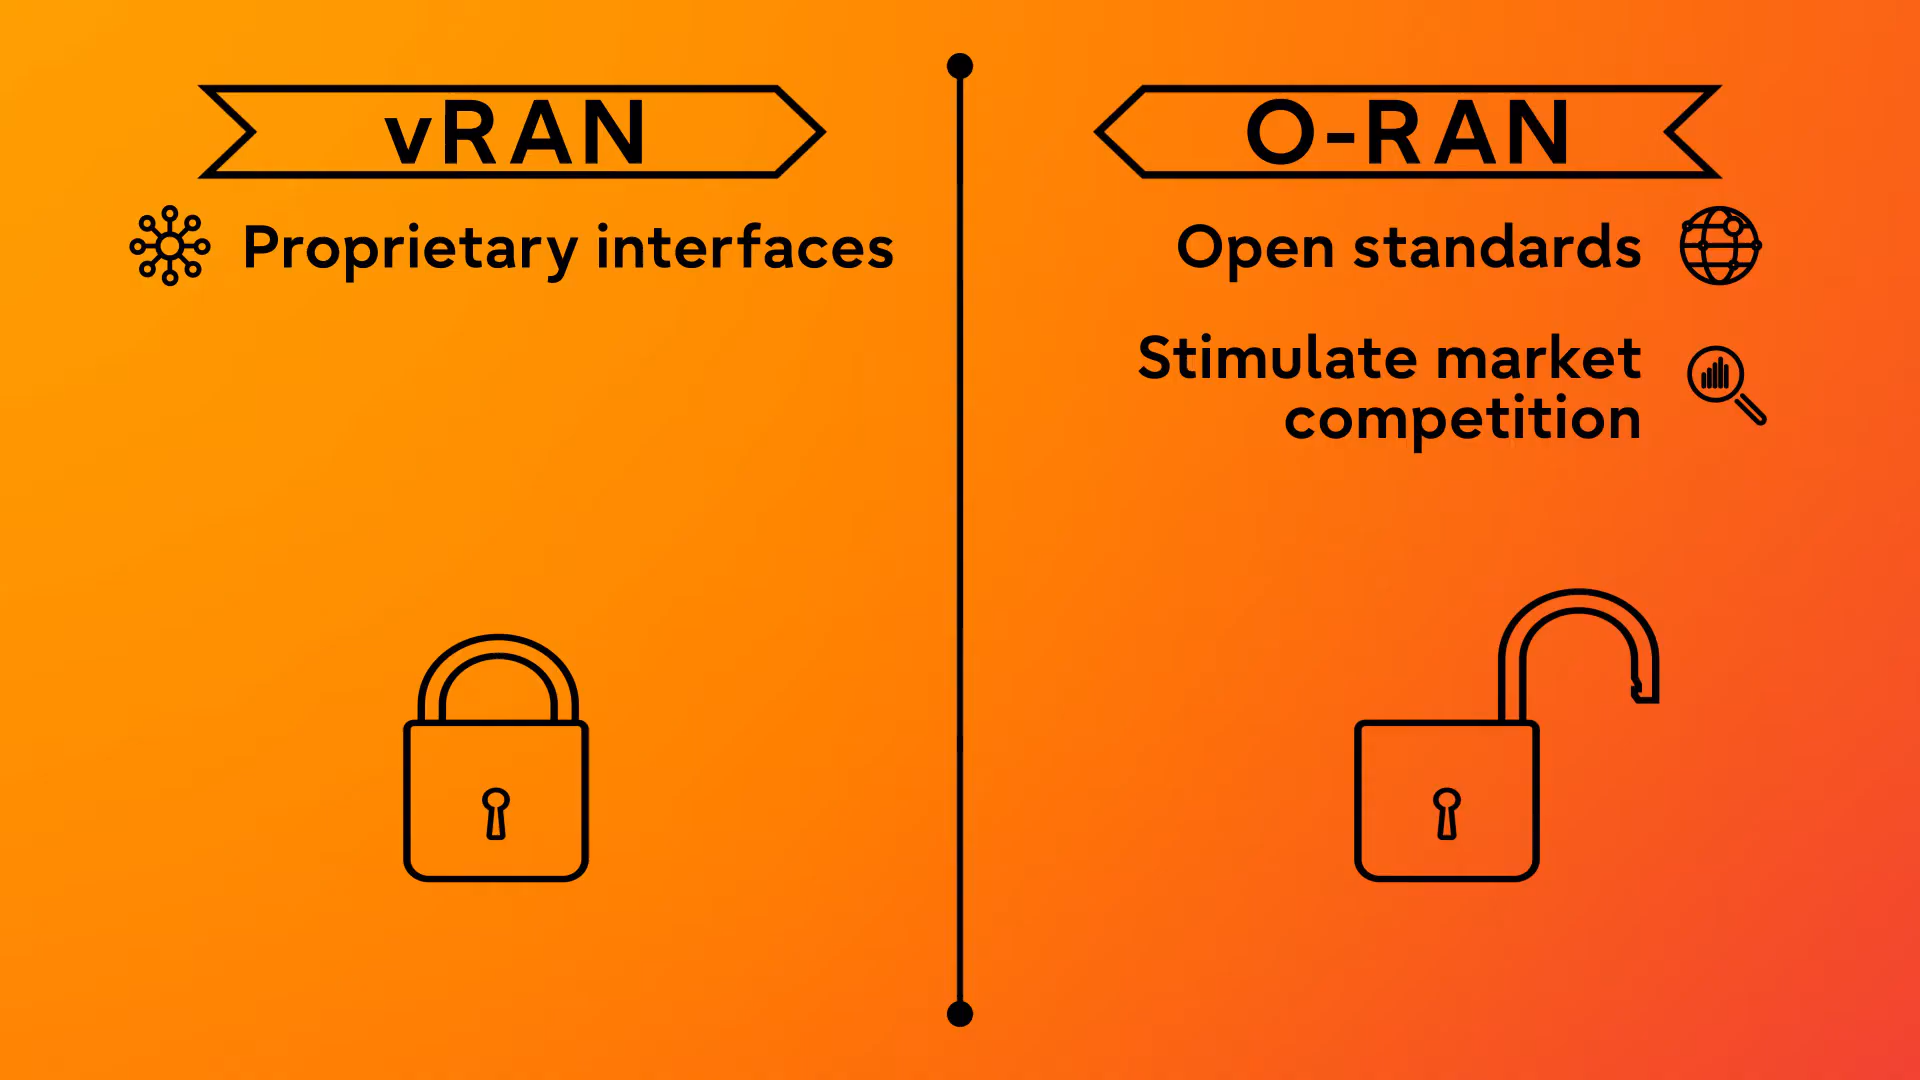 vRAN
Proprietary interfaces
O-RAN
Open standards
Stimulate market
competition